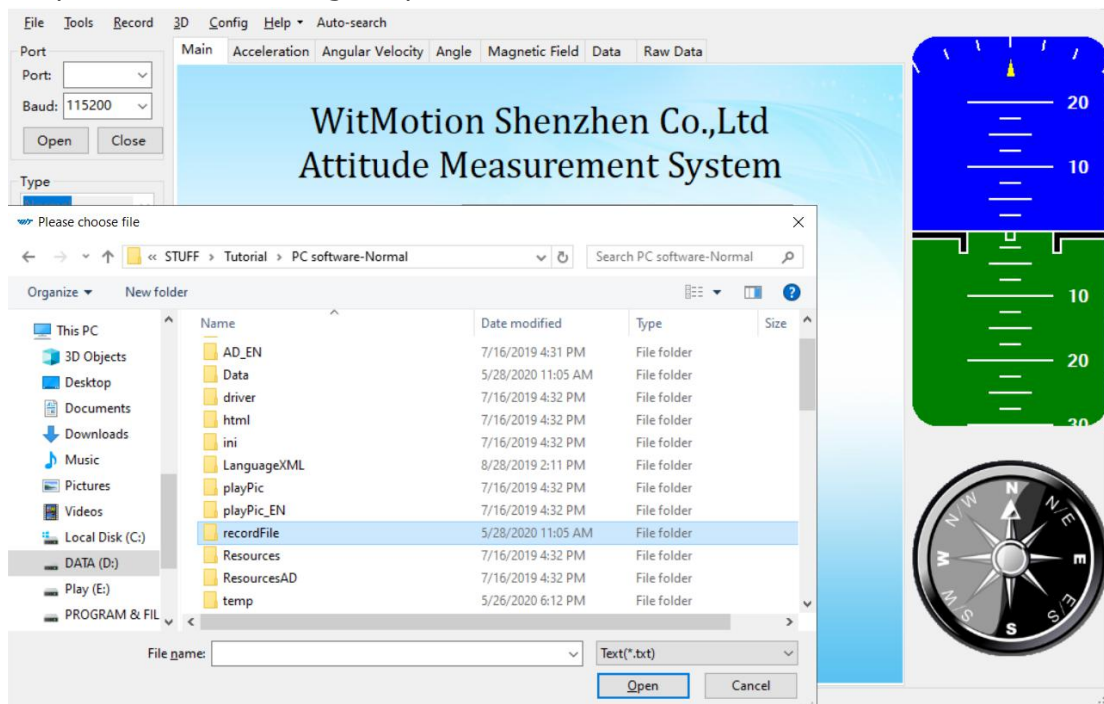 File Tools Record 3D Config Help Auto-search
Port
Port:
Baud: 115200
Open Close
Type
Main Acceleration Angular Velocity Angle Magnetic Field Data Raw Data
WitMotion Shenzhen Co.,Ltd
Attitude Measurement System
20
10
10
20
30
N
N/E
E
S/E
S
S/W
W
N/W
Please choose file
« STUFF › Tutorial › PC software-Normal
Search PC software-Normal
Organize New folder
This PC
3D Objects
Desktop
Documents
Downloads
Music
Pictures
Videos
Local Disk (C:)
DATA (D:)
Play (E:)
PROGRAM & FIL
Name Date modified Type Size
AD_EN 7/16/2019 4:31 PM File folder
Data 5/28/2020 11:05 AM File folder
driver 7/16/2019 4:32 PM File folder
html 7/16/2019 4:32 PM File folder
ini 7/16/2019 4:32 PM File folder
LanguageXML 8/28/2019 2:11 PM File folder
playPic 7/16/2019 4:32 PM File folder
playPic_EN 7/16/2019 4:32 PM File folder
recordFile 5/28/2020 11:05 AM File folder
Resources 7/16/2019 4:32 PM File folder
ResourcesAD 7/16/2019 4:32 PM File folder
temp 5/26/2020 6:12 PM File folder
File name: Text(*.txt)
Open Cancel